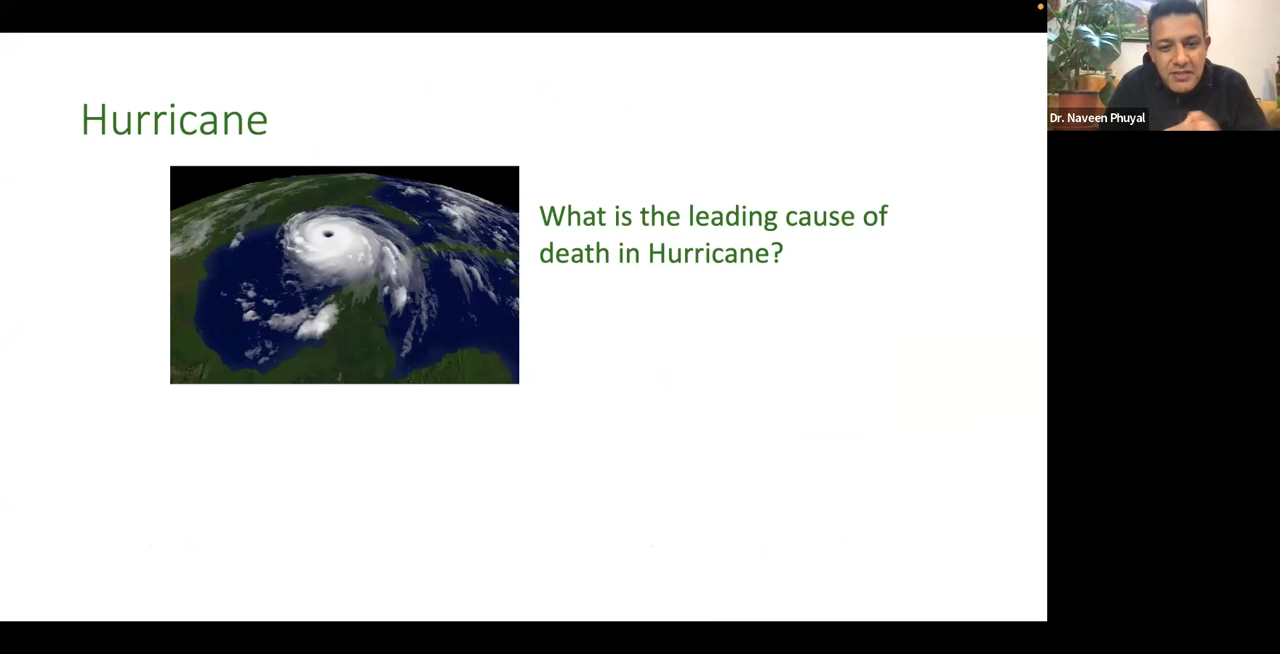 Hurricane
What is the leading cause of
death in Hurricane?
Dr. Naveen Phuyal